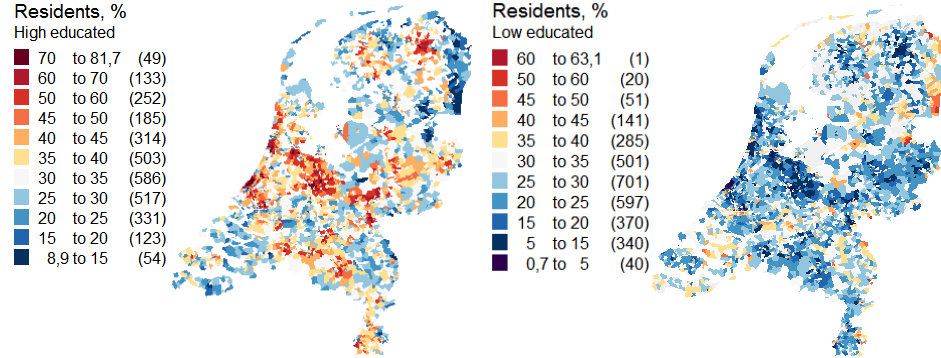 Residents, %
High educated
70 to 81,7 (49)
60 to 70 (133)
50 to 60 (252)
45 to 50 (185)
40 to 45 (314)
35 to 40 (503)
30 to 35 (586)
25 to 30 (517)
20 to 25 (331)
15 to 20 (123)
8,9 to 15 (54)
Residents, %
Low educated
60 to 63,1 (1)
50 to 60 (20)
45 to 50 (51)
40 to 45 (141)
35 to 40 (285)
30 to 35 (501)
25 to 30 (701)
20 to 25 (597)
15 to 20 (370)
5 to 15 (340)
0,7 to 5 (40)